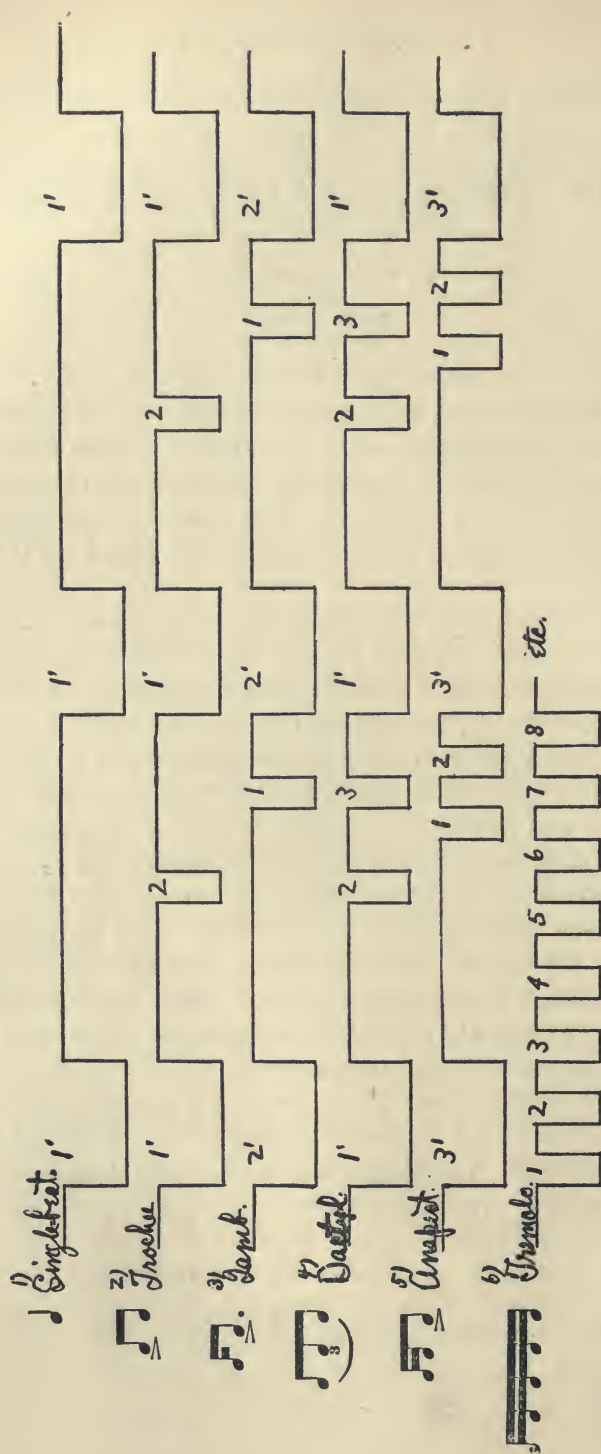 1) Single beat. 1' 1' 1'
2) Trochee 1' 2 1' 2 1'
3) Iamb. 2' 1 2' 1 2'
4) Dactyl. 1' 2 3 1' 2 3 1'
3
5) Anapest. 3' 1 2 3' 1 2 3'
6) Tremolo. 1 2 3 4 5 6 7 8 etc.